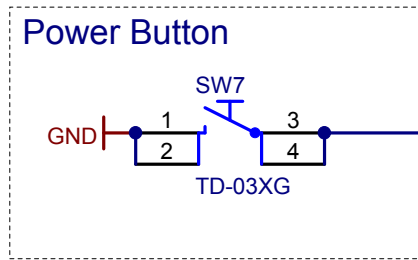 Power Button
SW7
GND 1 3
2 4
TD-03XG